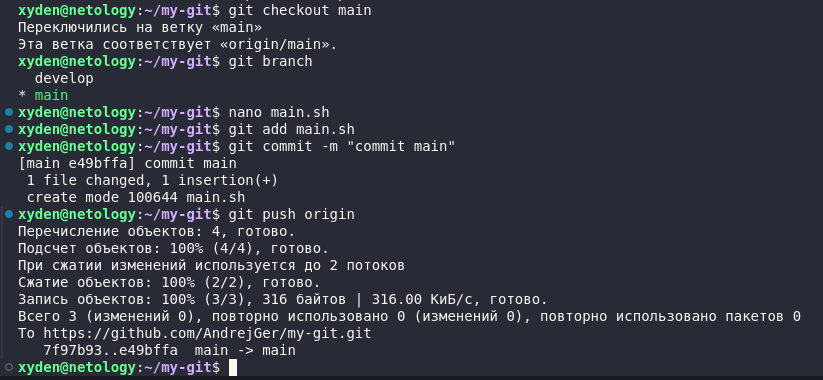 xyden@netology:~/my-git$ git checkout main
Переключились на ветку «main»
Эта ветка соответствует «origin/main».
xyden@netology:~/my-git$ git branch
  develop
* main
xyden@netology:~/my-git$ nano main.sh
xyden@netology:~/my-git$ git add main.sh
xyden@netology:~/my-git$ git commit -m "commit main"
[main e49bffa] commit main
 1 file changed, 1 insertion(+)
 create mode 100644 main.sh
xyden@netology:~/my-git$ git push origin
Перечисление объектов: 4, готово.
Подсчет объектов: 100% (4/4), готово.
При сжатии изменений используется до 2 потоков
Сжатие объектов: 100% (2/2), готово.
Запись объектов: 100% (3/3), 316 байтов | 316.00 КиБ/с, готово.
Всего 3 (изменений 0), повторно использовано 0 (изменений 0), повторно использовано пакетов 0
To https://github.com/AndrejGer/my-git.git
   7f97b93..e49bffa  main -> main
xyden@netology:~/my-git$